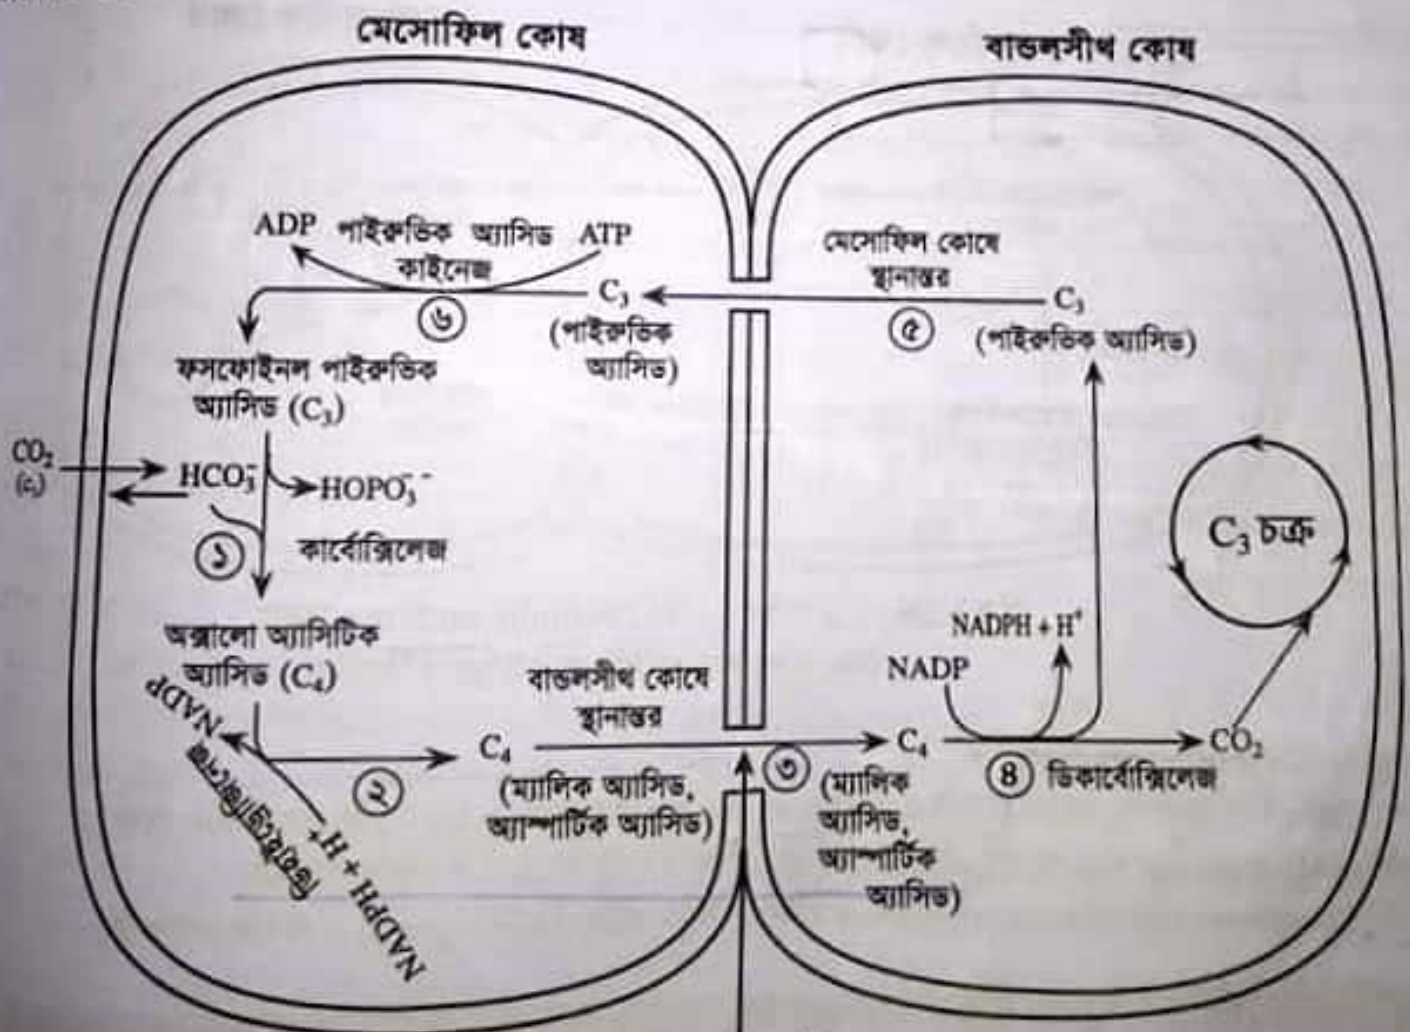 মেসোফিল কোষ
বান্ডলসীথ কোষ
ADP পাইরুভিক অ্যাসিড ATP
কাইনেজ
৬
C₃
(পাইরুভিক
অ্যাসিড)
মেসোফিল কোষে
স্থানান্তর
৫
C₃
(পাইরুভিক অ্যাসিড)
ফসফোইনল পাইরুভিক
অ্যাসিড (C₃)
CO₂
HCO₃⁻
HOPO₃⁻⁻
১
কার্বোক্সিলেজ
C₃ চক্র
অক্সালো অ্যাসিটিক
অ্যাসিড (C₄)
NADP
ডিহাইড্রোজিনেজ
NADPH + H⁺
২
বান্ডলসীথ কোষে
স্থানান্তর
C₄
(ম্যালিক অ্যাসিড,
অ্যাস্পার্টিক অ্যাসিড)
৩
C₄
(ম্যালিক
অ্যাসিড,
অ্যাস্পার্টিক
অ্যাসিড)
NADPH + H⁺
NADP
৪ ডিকার্বোক্সিলেজ
CO₂